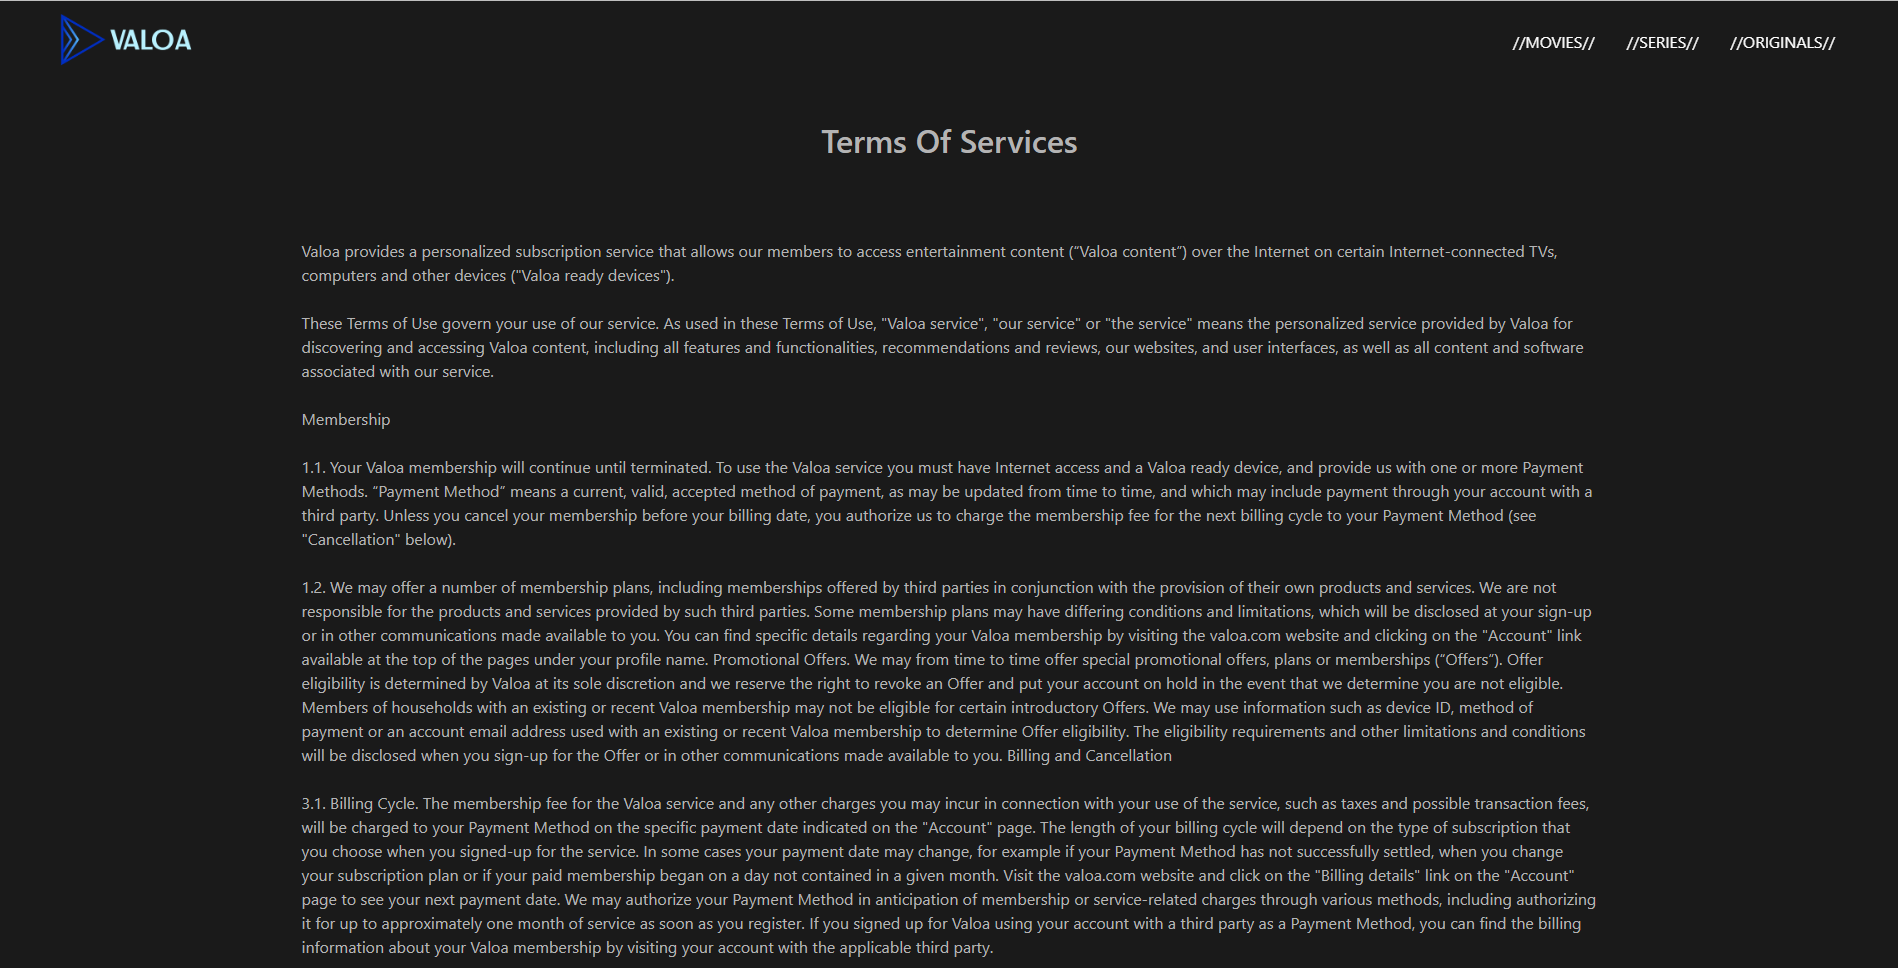 VALOA
//MOVIES// //SERIES// //ORIGINALS//
Terms Of Services
Valoa provides a personalized subscription service that allows our members to access entertainment content (“Valoa content”) over the Internet on certain Internet-connected TVs,
computers and other devices ("Valoa ready devices").
These Terms of Use govern your use of our service. As used in these Terms of Use, "Valoa service", "our service" or "the service" means the personalized service provided by Valoa for
discovering and accessing Valoa content, including all features and functionalities, recommendations and reviews, our websites, and user interfaces, as well as all content and software
associated with our service.
Membership
1.1. Your Valoa membership will continue until terminated. To use the Valoa service you must have Internet access and a Valoa ready device, and provide us with one or more Payment
Methods. “Payment Method” means a current, valid, accepted method of payment, as may be updated from time to time, and which may include payment through your account with a
third party. Unless you cancel your membership before your billing date, you authorize us to charge the membership fee for the next billing cycle to your Payment Method (see
"Cancellation" below).
1.2. We may offer a number of membership plans, including memberships offered by third parties in conjunction with the provision of their own products and services. We are not
responsible for the products and services provided by such third parties. Some membership plans may have differing conditions and limitations, which will be disclosed at your sign-up
or in other communications made available to you. You can find specific details regarding your Valoa membership by visiting the valoa.com website and clicking on the "Account" link
available at the top of the pages under your profile name. Promotional Offers. We may from time to time offer special promotional offers, plans or memberships (“Offers”). Offer
eligibility is determined by Valoa at its sole discretion and we reserve the right to revoke an Offer and put your account on hold in the event that we determine you are not eligible.
Members of households with an existing or recent Valoa membership may not be eligible for certain introductory Offers. We may use information such as device ID, method of
payment or an account email address used with an existing or recent Valoa membership to determine Offer eligibility. The eligibility requirements and other limitations and conditions
will be disclosed when you sign-up for the Offer or in other communications made available to you. Billing and Cancellation
3.1. Billing Cycle. The membership fee for the Valoa service and any other charges you may incur in connection with your use of the service, such as taxes and possible transaction fees,
will be charged to your Payment Method on the specific payment date indicated on the "Account" page. The length of your billing cycle will depend on the type of subscription that
you choose when you signed-up for the service. In some cases your payment date may change, for example if your Payment Method has not successfully settled, when you change
your subscription plan or if your paid membership began on a day not contained in a given month. Visit the valoa.com website and click on the "Billing details" link on the "Account"
page to see your next payment date. We may authorize your Payment Method in anticipation of membership or service-related charges through various methods, including authorizing
it for up to approximately one month of service as soon as you register. If you signed up for Valoa using your account with a third party as a Payment Method, you can find the billing
information about your Valoa membership by visiting your account with the applicable third party.